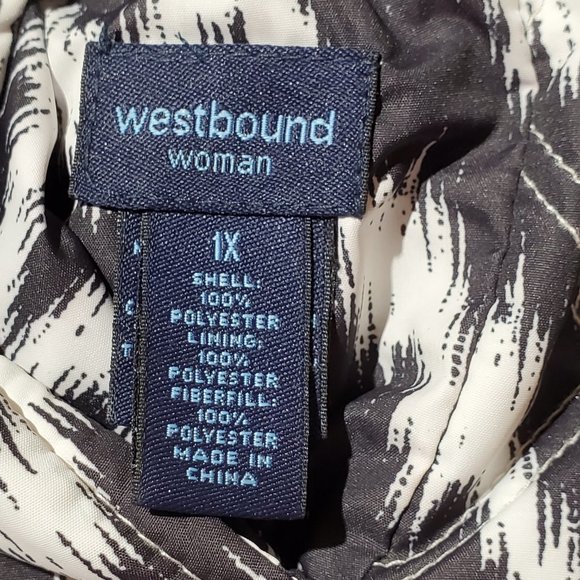 westbound
woman
1X
SHELL:
100%
POLYESTER
LINING:
100%
POLYESTER
FIBERFILL:
100%
POLYESTER
MADE IN
CHINA